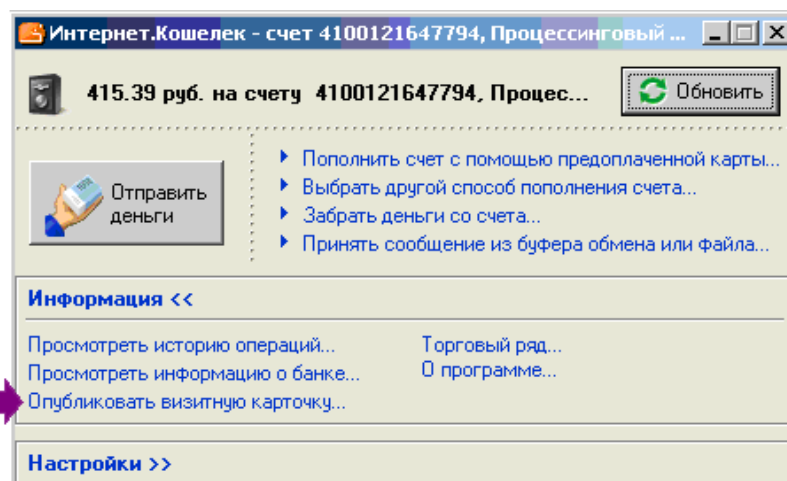 Интернет.Кошелек - счет 4100121647794, Процессинговый ...
415.39 руб. на счету 4100121647794, Процес...
Обновить
Отправить
деньги
Пополнить счет с помощью предоплаченной карты...
Выбрать другой способ пополнения счета...
Забрать деньги со счета...
Принять сообщение из буфера обмена или файла...
Информация <<
Просмотреть историю операций...
Просмотреть информацию о банке...
Опубликовать визитную карточку...
Торговый ряд...
О программе...
Настройки >>